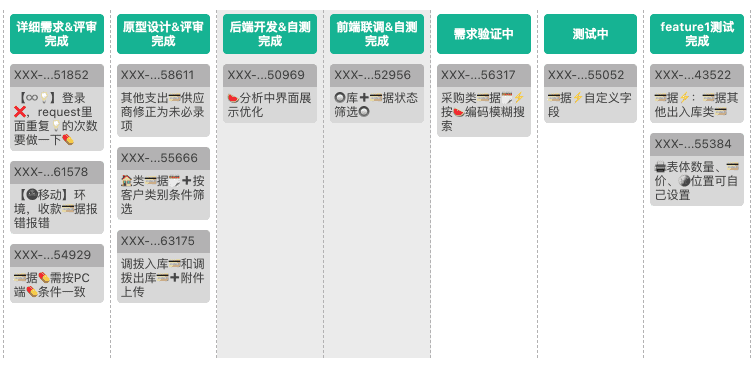 详细需求&评审
完成
XXX-...51852
【♾️💡】登录
❌，request里
面重复💡的次数
要做一下💊
XXX-...61578
移动】环
境，收款💳据报
错报错
XXX-...54929
💳据💊需按PC
端💊条件一致
原型设计&评审
完成
XXX-...58611
其他支出💳供应
商修正为未必录
项
XXX-...55666
🏠类💳据🗒️➕按
客户类别条件筛
选
XXX-...63175
调拨入库💳和调
拨出库💳➕附件
上传
后端开发&自测
完成
XXX-...50969
🍉分析中界面展
示优化
前端联调&自测
完成
XXX-...52956
⭕库➕💳据状态
筛选⭕
需求验证中
XXX-...56317
采购类💳据🗒️⚡
按🍉编码模糊搜
索
测试中
XXX-...55052
💳据⚡自定义字
段
feature1测试
完成
XXX-...43522
💳据⚡：💳据其
他出入库类💳
XXX-...55384
🖨️表体数量、💳
价、🎱位置可自
己设置